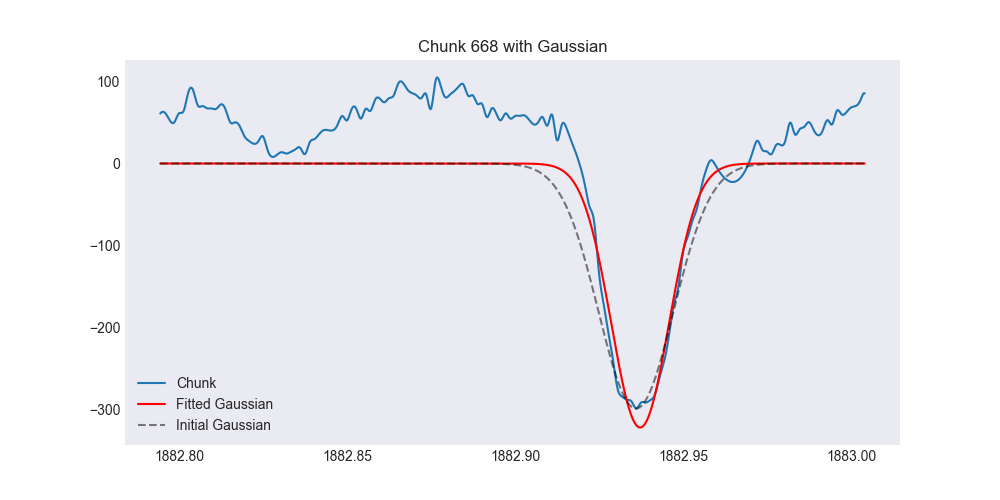 Chunk 668 with Gaussian
100
0
−100
−200
−300
Chunk
Fitted Gaussian
Initial Gaussian
1882.80 1882.85 1882.90 1882.95 1883.00